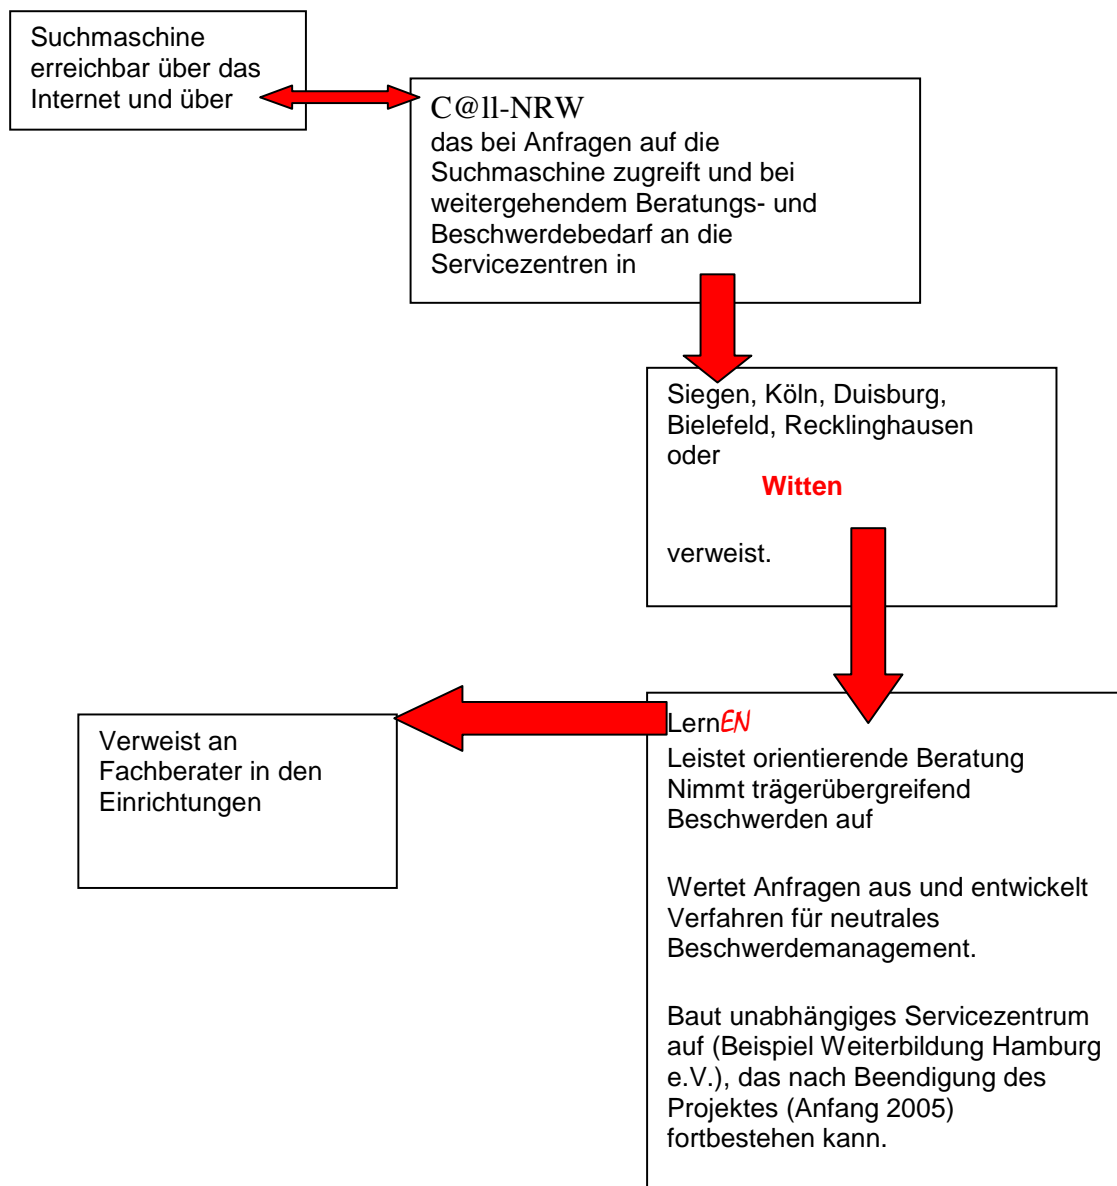 Suchmaschine
erreichbar über das
Internet und über
C@ll-NRW
das bei Anfragen auf die
Suchmaschine zugreift und bei
weitergehendem Beratungs- und
Beschwerdebedarf an die
Servicezentren in
Siegen, Köln, Duisburg,
Bielefeld, Recklinghausen
oder
Witten
verweist.
LernEN
Leistet orientierende Beratung
Nimmt trägerübergreifend
Beschwerden auf
Wertet Anfragen aus und entwickelt
Verfahren für neutrales
Beschwerdemanagement.
Baut unabhängiges Servicezentrum
auf (Beispiel Weiterbildung Hamburg
e.V.), das nach Beendigung des
Projektes (Anfang 2005)
fortbestehen kann.
Verweist an
Fachberater in den
Einrichtungen